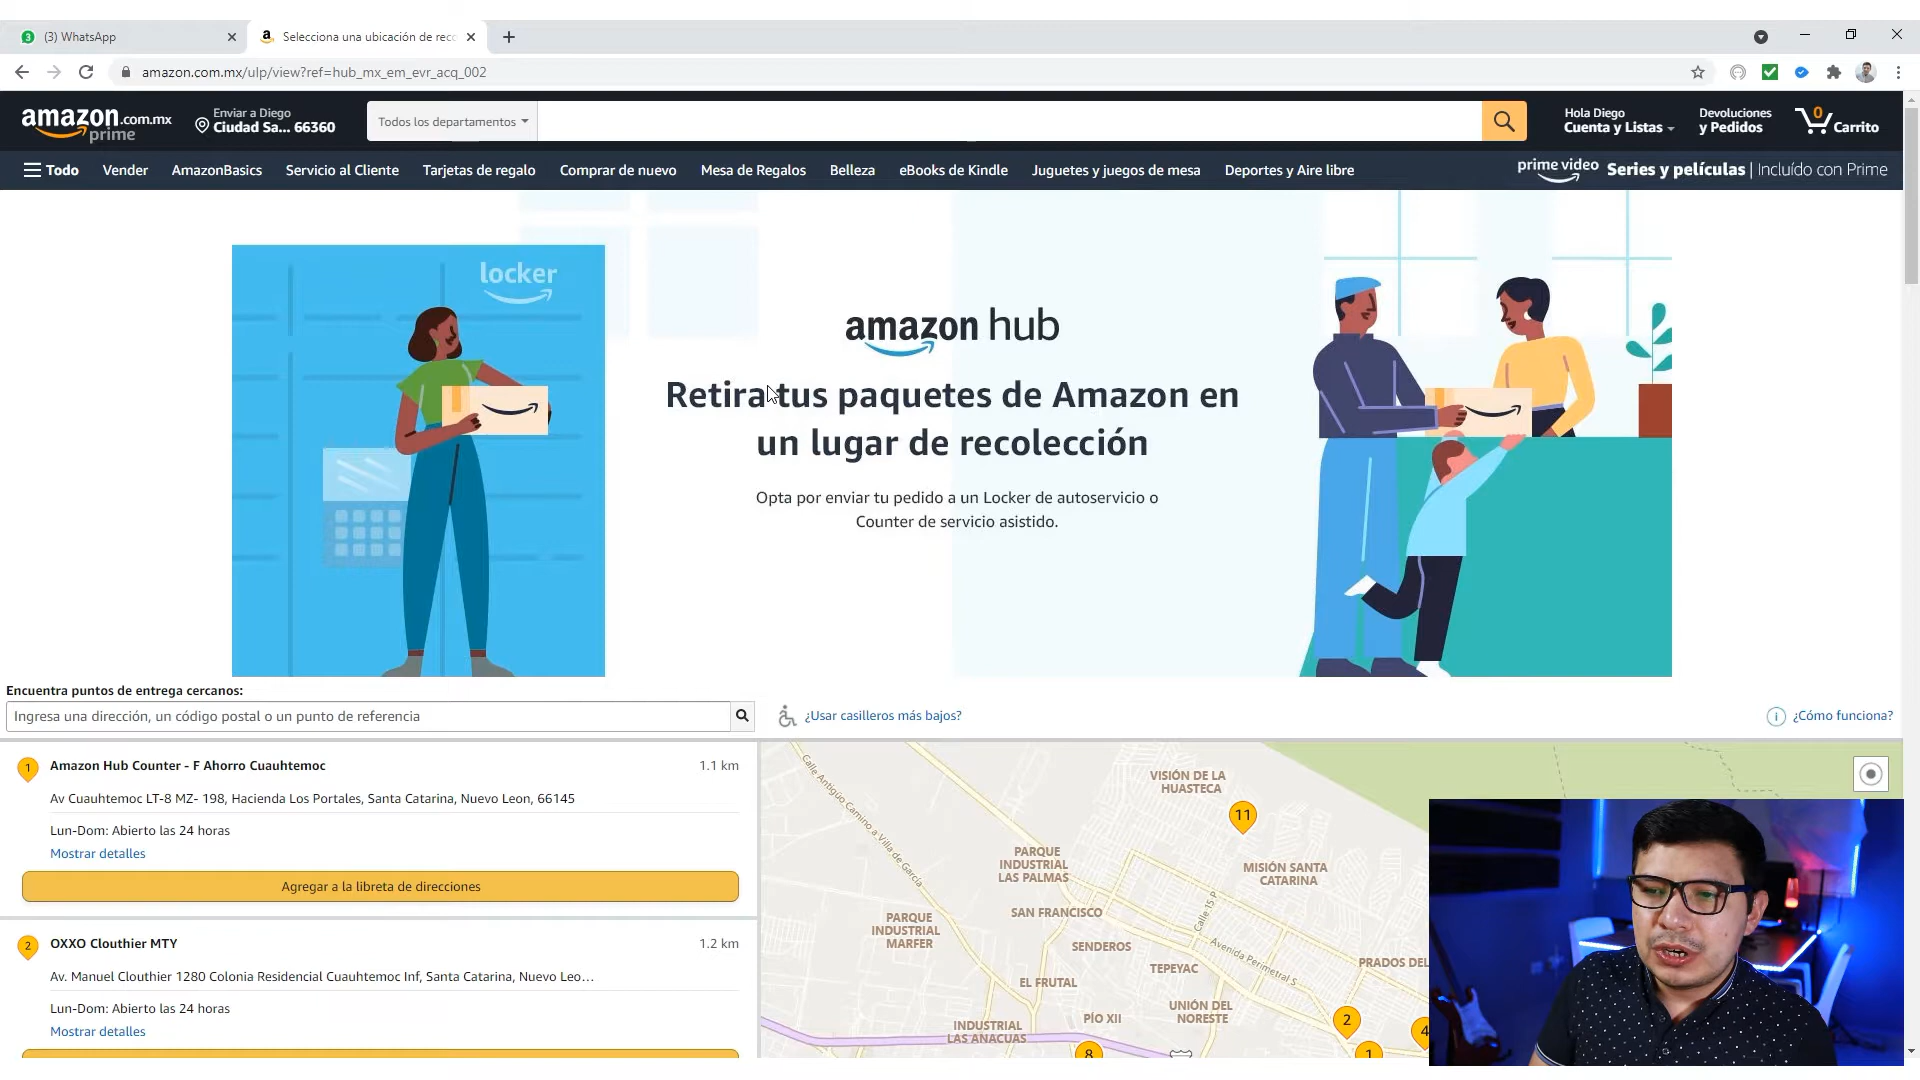 (3) WhatsApp
Selecciona una ubicación de reco
amazon.com.mx/ulp/view?ref=hub_mx_em_evr_acq_002
amazon.com.mx
prime
Enviar a Diego
Ciudad Sa... 66360
Todos los departamentos
Hola Diego
Cuenta y Listas
Devoluciones
y Pedidos
0
Carrito
Todo
Vender
AmazonBasics
Servicio al Cliente
Tarjetas de regalo
Comprar de nuevo
Mesa de Regalos
Belleza
eBooks de Kindle
Juguetes y juegos de mesa
Deportes y Aire libre
prime video Series y películas | Incluído con Prime
locker
amazon hub
Retira tus paquetes de Amazon en
un lugar de recolección
Opta por enviar tu pedido a un Locker de autoservicio o
Counter de servicio asistido.
Encuentra puntos de entrega cercanos:
Ingresa una dirección, un código postal o un punto de referencia
¿Usar casilleros más bajos?
¿Cómo funciona?
1
Amazon Hub Counter - F Ahorro Cuauhtemoc
1.1 km
Av Cuauhtemoc LT-8 MZ- 198, Hacienda Los Portales, Santa Catarina, Nuevo Leon, 66145
Lun-Dom: Abierto las 24 horas
Mostrar detalles
Agregar a la libreta de direcciones
2
OXXO Clouthier MTY
1.2 km
Av. Manuel Clouthier 1280 Colonia Residencial Cuauhtemoc Inf, Santa Catarina, Nuevo Leo...
Lun-Dom: Abierto las 24 horas
Mostrar detalles
Calle Antigüo Camino a Villa de García
VISIÓN DE LA
HUASTECA
11
PARQUE
INDUSTRIAL
LAS PALMAS
MISIÓN SANTA
CATARINA
Calle 15 P
PARQUE
INDUSTRIAL
MARFER
SAN FRANCISCO
SENDEROS
Avenida Perimetral S
PRADOS DEL
TEPEYAC
EL FRUTAL
UNIÓN DEL
NORESTE
PÍO XII
INDUSTRIAL
LAS ANACUAS
2
4
8
1